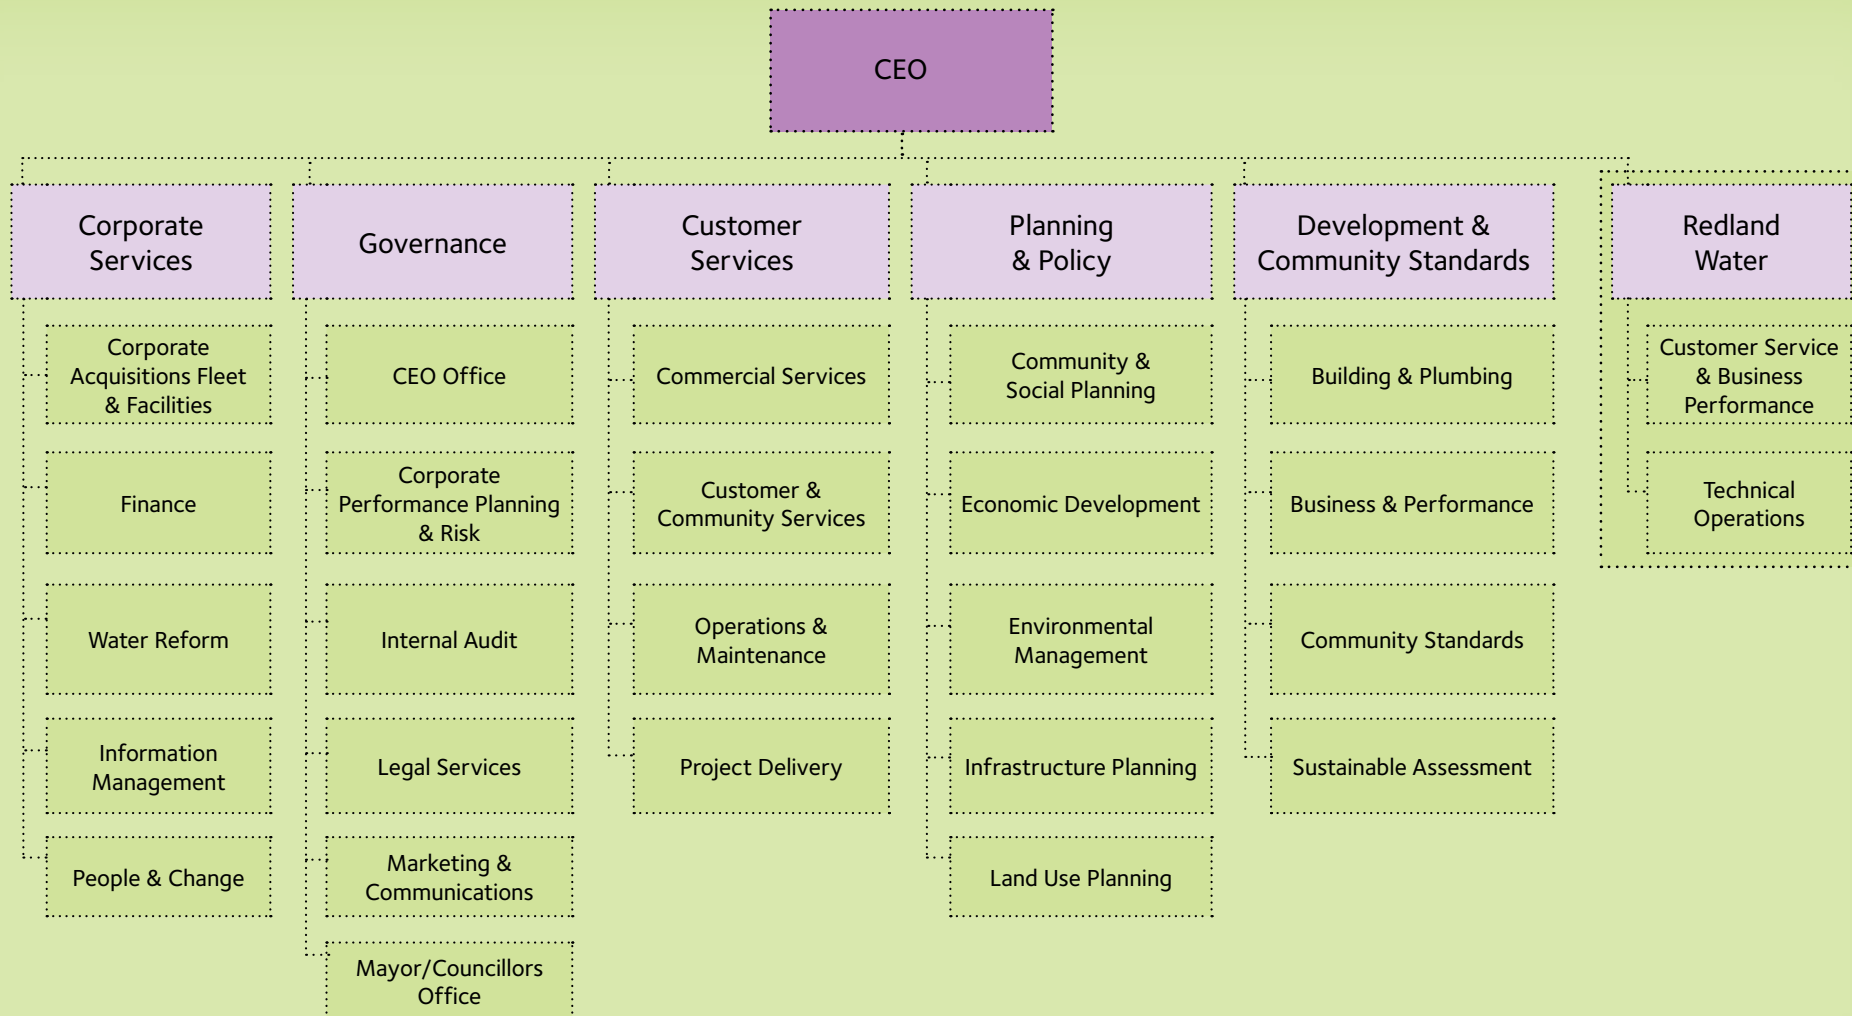 CEO
Corporate
Services
Governance
Customer
Services
Planning
& Policy
Development &
Community Standards
Redland
Water
Corporate
Acquisitions Fleet
& Facilities
Finance
Water Reform
Information
Management
People & Change
CEO Office
Corporate
Performance Planning
& Risk
Internal Audit
Legal Services
Marketing &
Communications
Mayor/Councillors
Office
Commercial Services
Customer &
Community Services
Operations &
Maintenance
Project Delivery
Community &
Social Planning
Economic Development
Environmental
Management
Infrastructure Planning
Land Use Planning
Building & Plumbing
Business & Performance
Community Standards
Sustainable Assessment
Customer Service
& Business
Performance
Technical
Operations